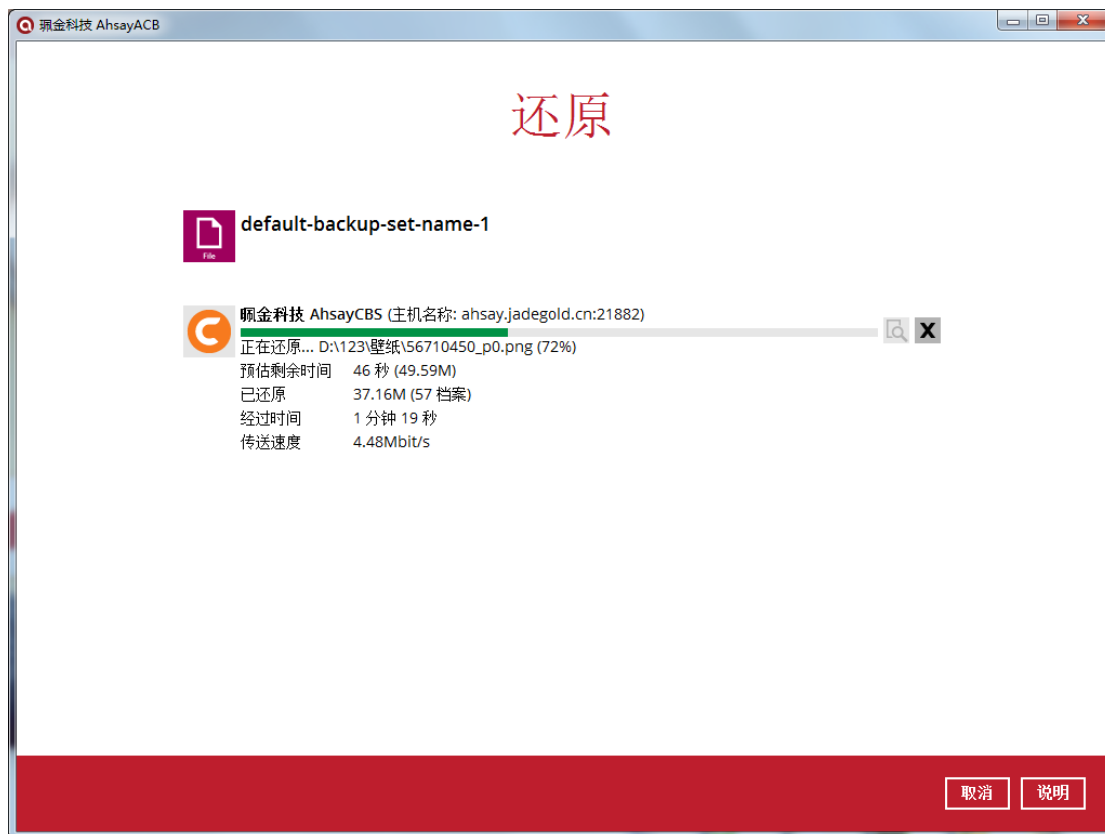 珮金科技 AhsayACB
还原
default-backup-set-name-1
File
珮金科技 AhsayCBS (主机名称: ahsay.jadegold.cn:21882)
X
正在还原... D:\123\壁纸\56710450_p0.png (72%)
预估剩余时间 46 秒 (49.59M)
已还原 37.16M (57 档案)
经过时间 1 分钟 19 秒
传送速度 4.48Mbit/s
取消 说明